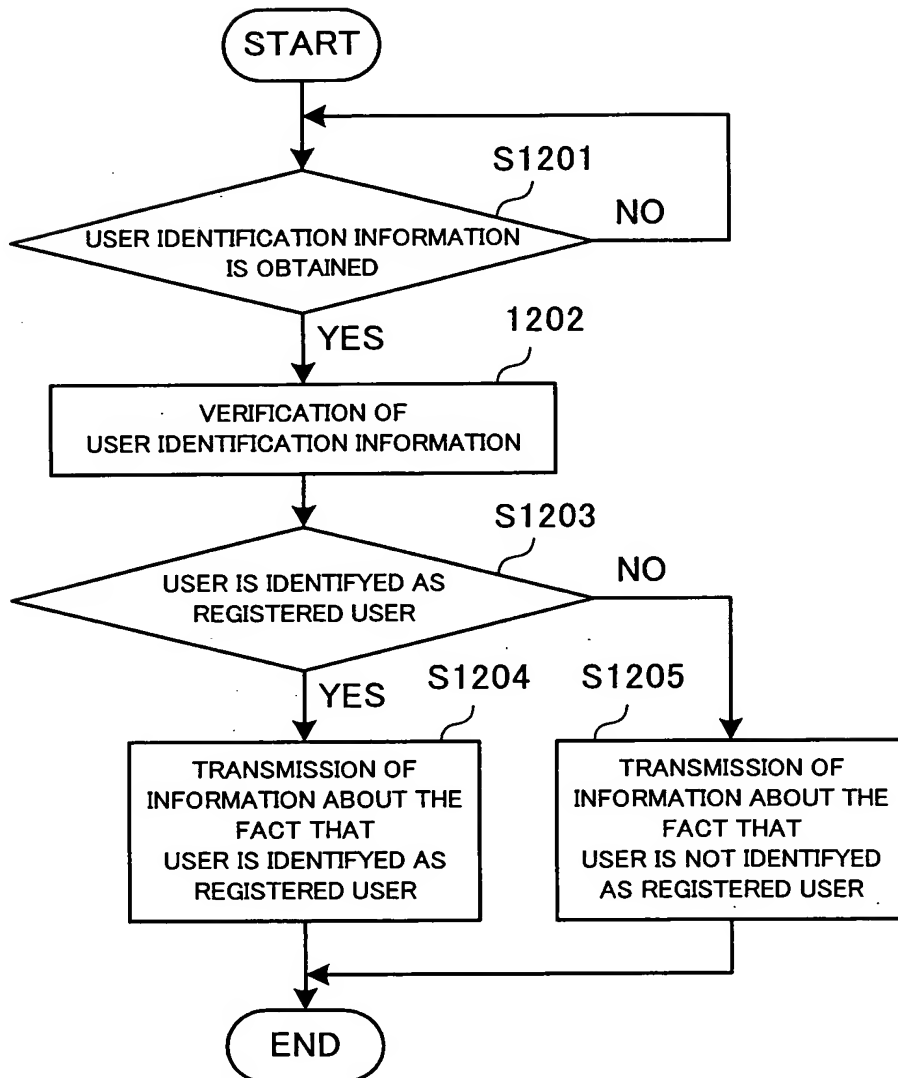 START
S1201
NO
USER IDENTIFICATION INFORMATION
IS OBTAINED
YES
1202
VERIFICATION OF
USER IDENTIFICATION INFORMATION
S1203
NO
USER IS IDENTIFYED AS
REGISTERED USER
YES
S1204
S1205
TRANSMISSION OF
INFORMATION ABOUT THE
FACT THAT
USER IS IDENTIFYED AS
REGISTERED USER
TRANSMISSION OF
INFORMATION ABOUT THE
FACT THAT
USER IS NOT IDENTIFYED
AS REGISTERED USER
END